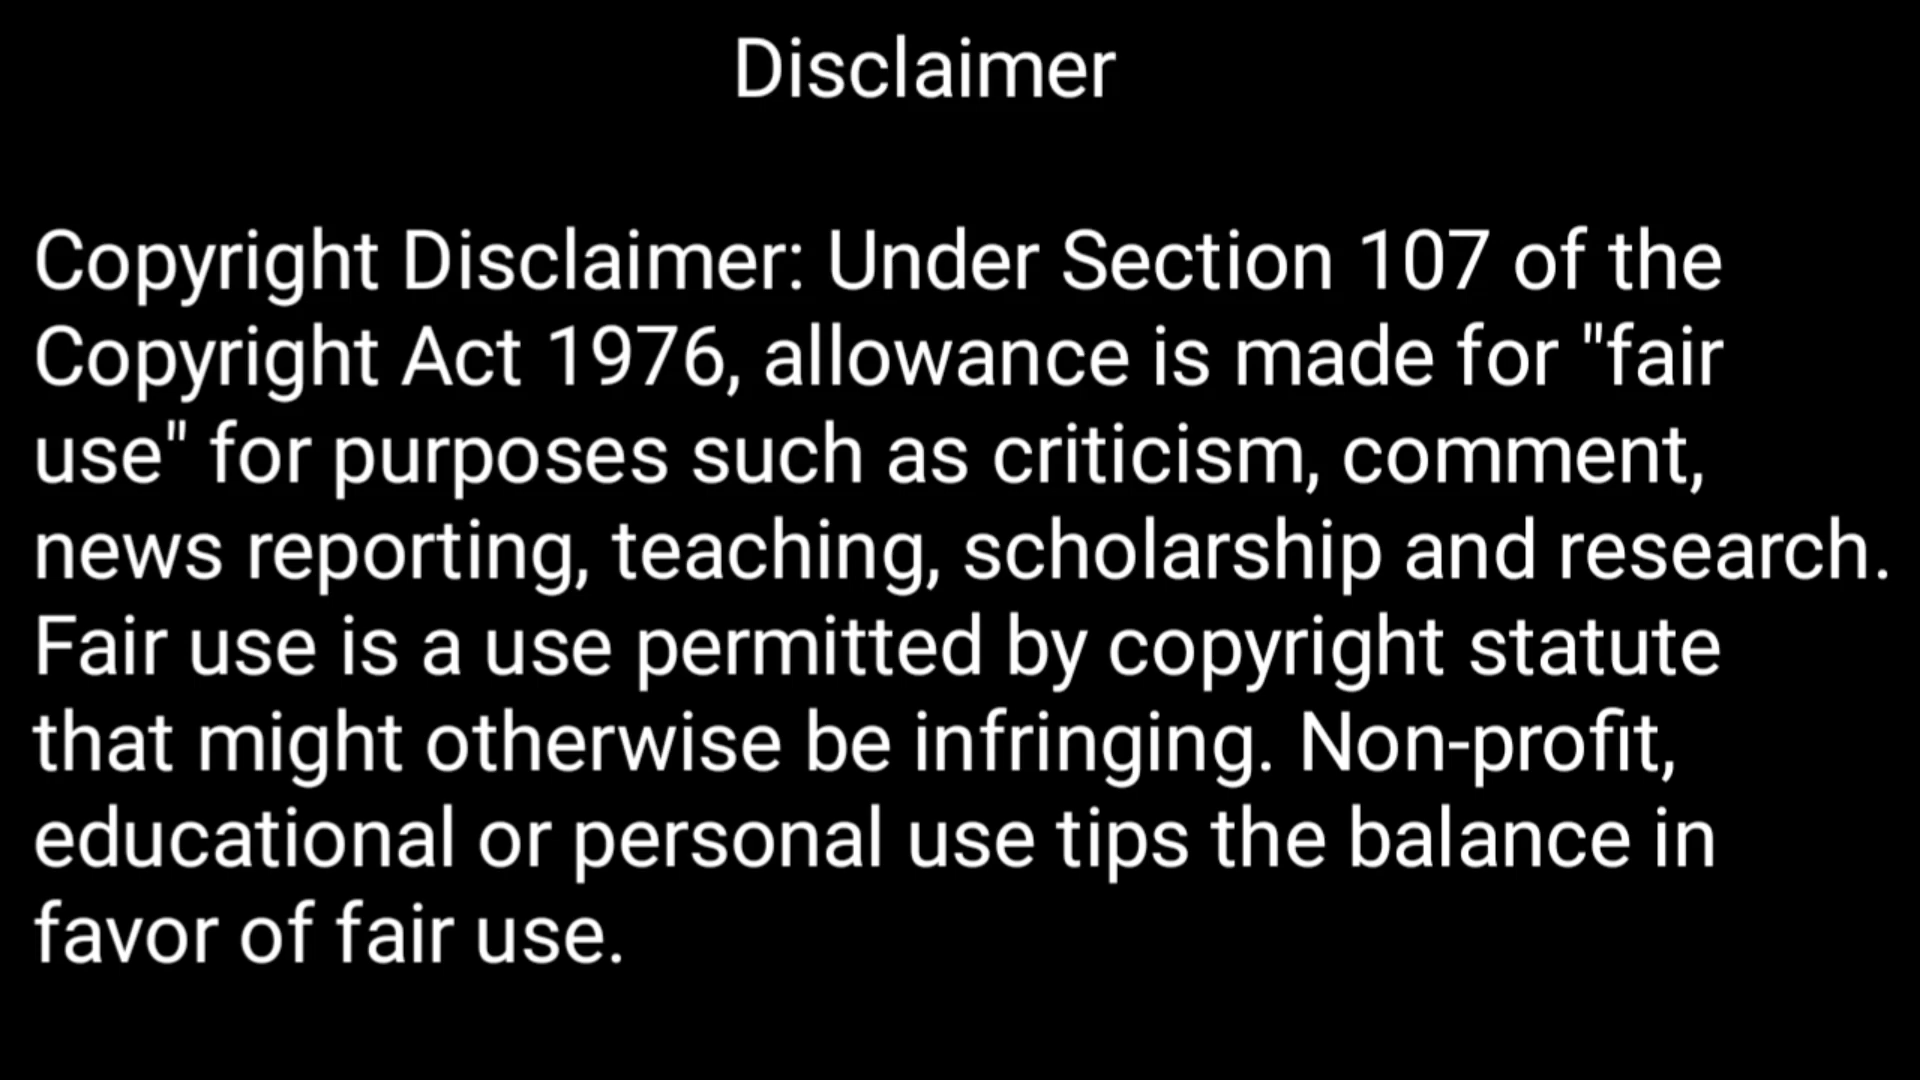 Disclaimer
Copyright Disclaimer: Under Section 107 of the
Copyright Act 1976, allowance is made for "fair
use" for purposes such as criticism, comment,
news reporting, teaching, scholarship and research.
Fair use is a use permitted by copyright statute
that might otherwise be infringing. Non-profit,
educational or personal use tips the balance in
favor of fair use.